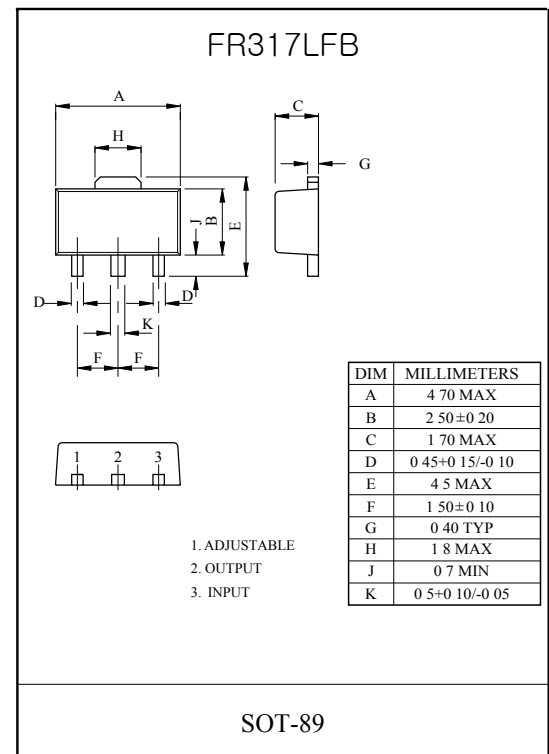 FR317LFB
A
H
C
G
J
B
E
D
D
K
F
F
DIM MILLIMETERS
A 4 70 MAX
B 2 50±0 20
C 1 70 MAX
D 0 45+0 15/-0 10
E 4 5 MAX
F 1 50±0 10
G 0 40 TYP
H 1 8 MAX
J 0 7 MIN
K 0 5+0 10/-0 05
1 2 3
1. ADJUSTABLE
2. OUTPUT
3. INPUT
SOT-89